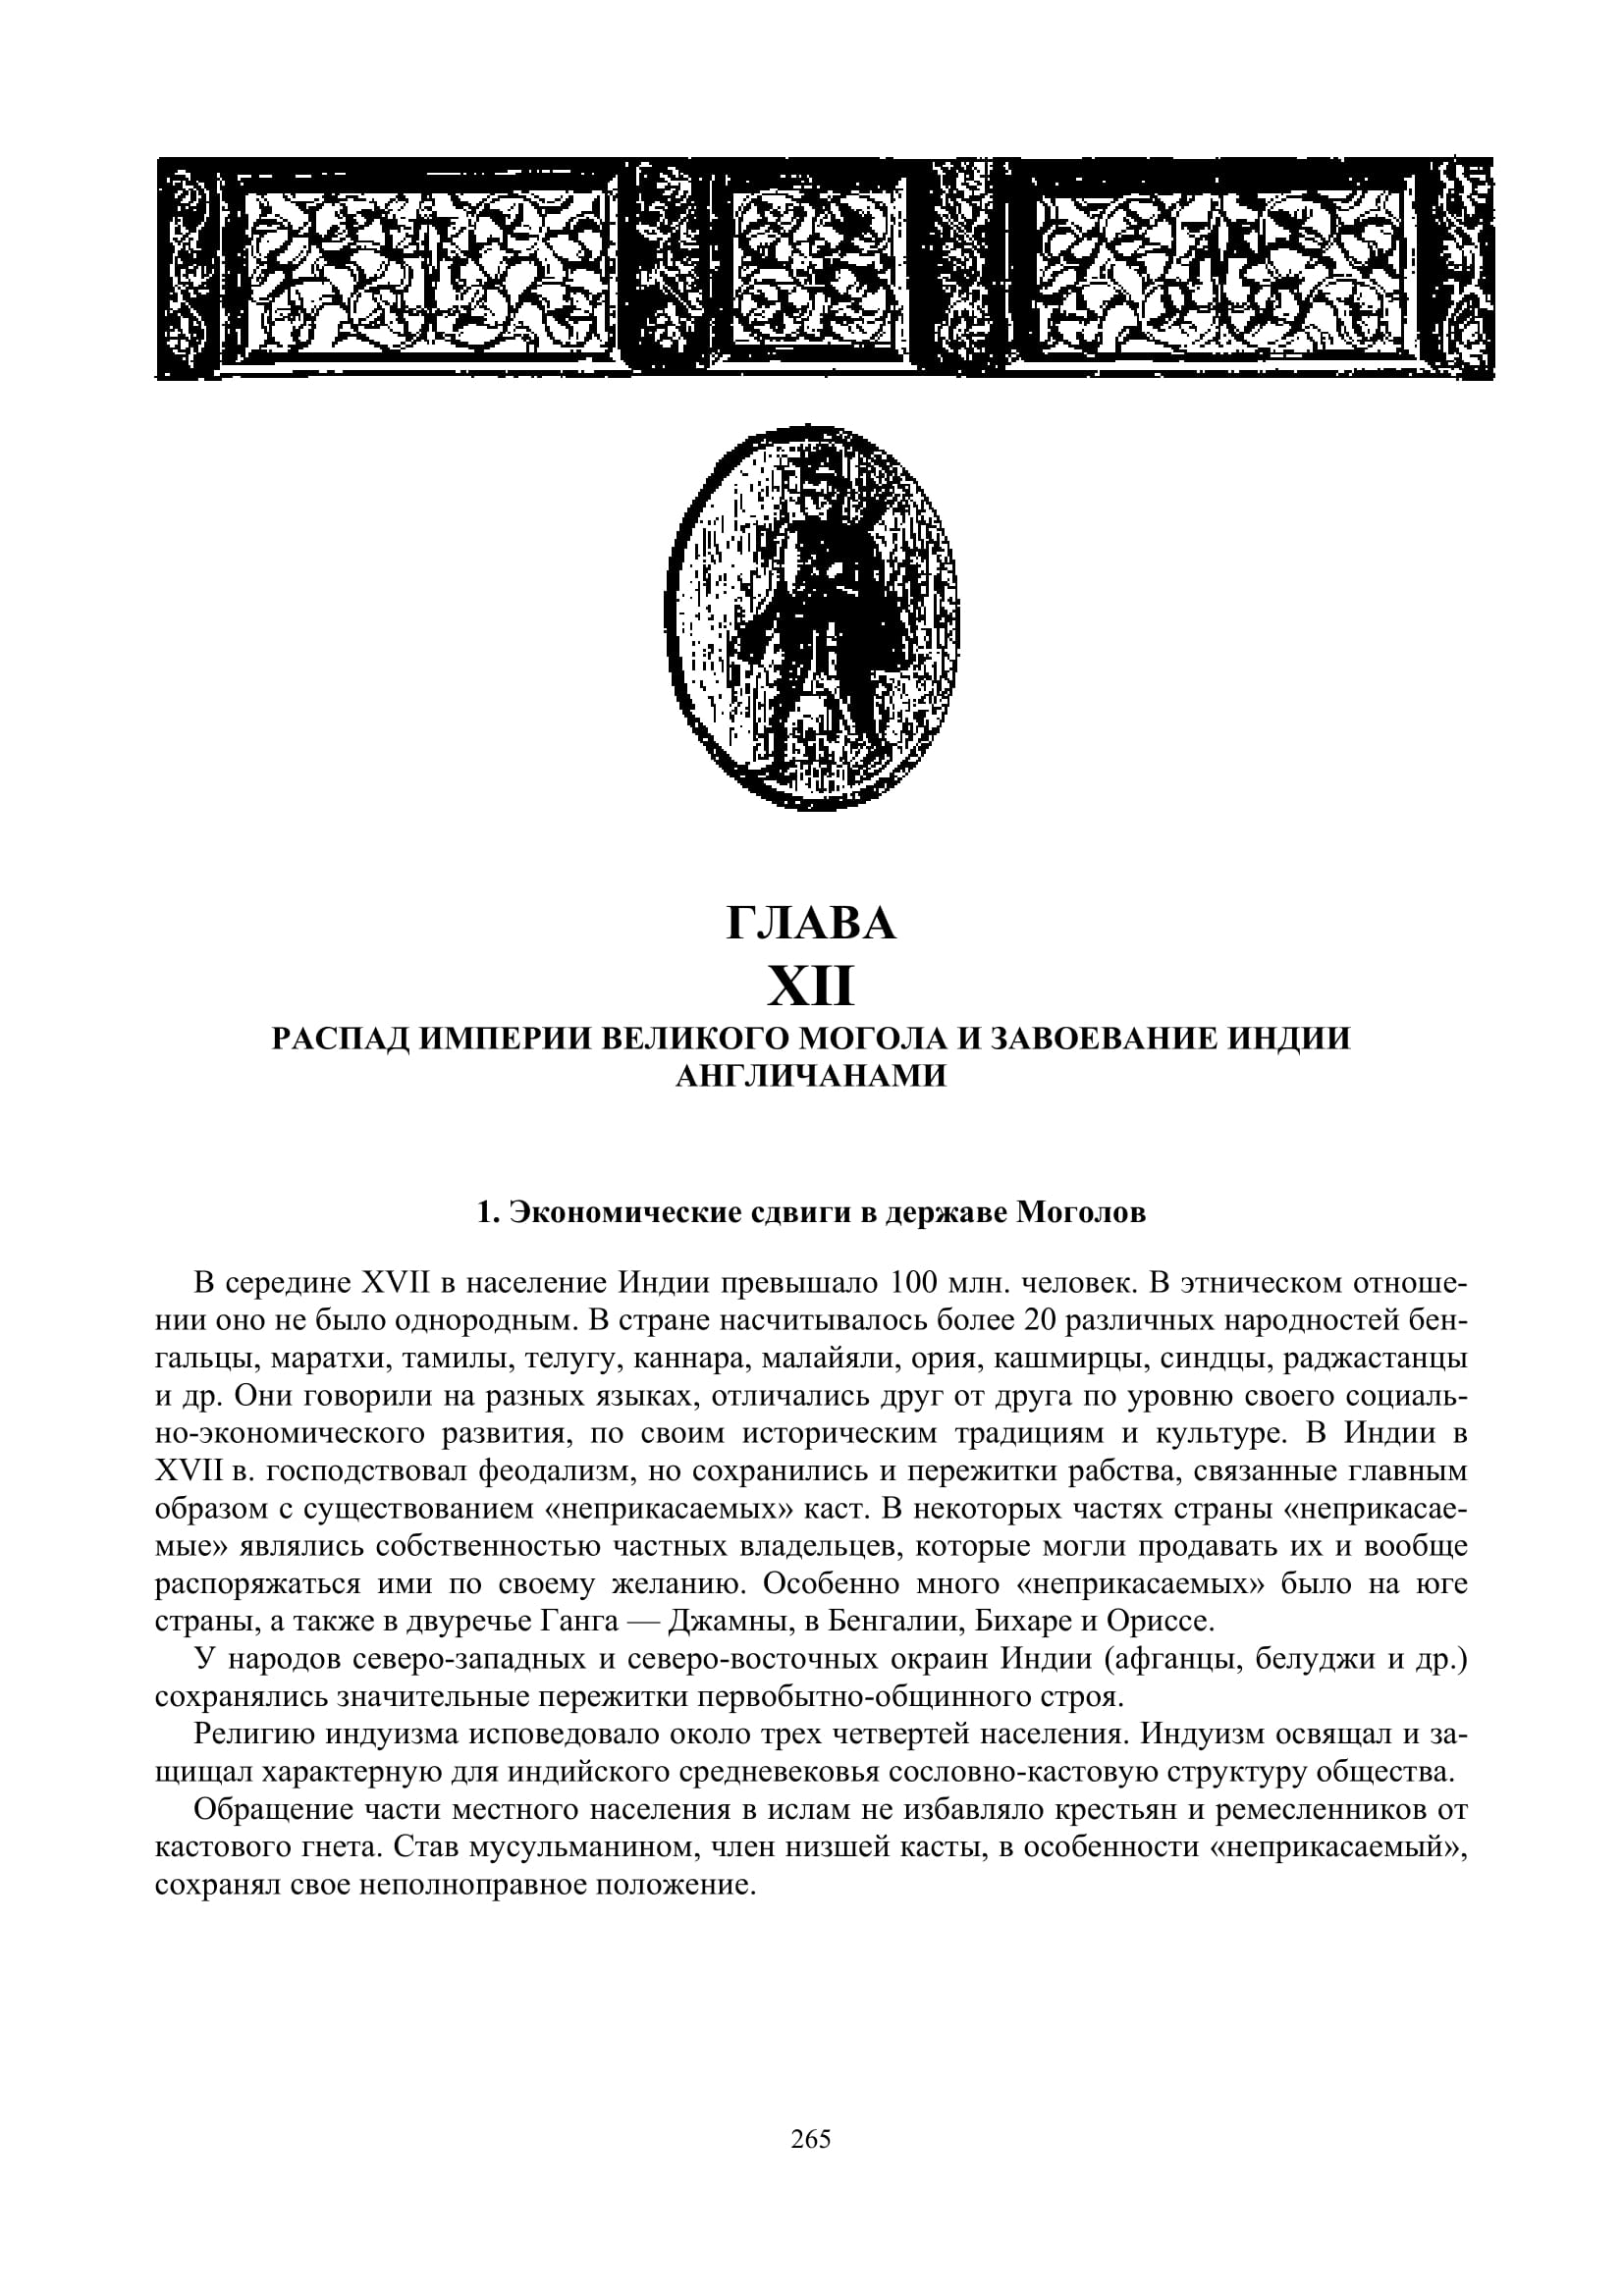 ГЛАВА
XII
РАСПАД ИМПЕРИИ ВЕЛИКОГО МОГОЛА И ЗАВОЕВАНИЕ ИНДИИ
АНГЛИЧАНАМИ
1. Экономические сдвиги в державе Моголов
В середине XVII в население Индии превышало 100 млн. человек. В этническом отноше-
нии оно не было однородным. В стране насчитывалось более 20 различных народностей бен-
гальцы, маратхи, тамилы, телугу, каннара, малайяли, ория, кашмирцы, синдцы, раджастанцы
и др. Они говорили на разных языках, отличались друг от друга по уровню своего социаль-
но-экономического развития, по своим историческим традициям и культуре. В Индии в
XVII в. господствовал феодализм, но сохранились и пережитки рабства, связанные главным
образом с существованием «неприкасаемых» каст. В некоторых частях страны «неприкасае-
мые» являлись собственностью частных владельцев, которые могли продавать их и вообще
распоряжаться ими по своему желанию. Особенно много «неприкасаемых» было на юге
страны, а также в двуречье Ганга — Джамны, в Бенгалии, Бихаре и Ориссе.
У народов северо-западных и северо-восточных окраин Индии (афганцы, белуджи и др.)
сохранялись значительные пережитки первобытно-общинного строя.
Религию индуизма исповедовало около трех четвертей населения. Индуизм освящал и за-
щищал характерную для индийского средневековья сословно-кастовую структуру общества.
Обращение части местного населения в ислам не избавляло крестьян и ремесленников от
кастового гнета. Став мусульманином, член низшей касты, в особенности «неприкасаемый»,
сохранял свое неполноправное положение.
265